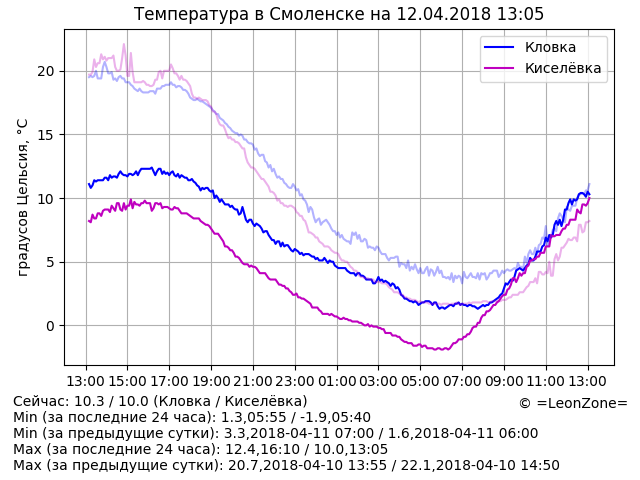 Температура в Смоленске на 12.04.2018 13:05
Кловка
Киселёвка
градусов Цельсия, °C
20
15
10
5
0
13:00 15:00 17:00 19:00 21:00 23:00 01:00 03:00 05:00 07:00 09:00 11:00 13:00
Сейчас: 10.3 / 10.0 (Кловка / Киселёвка)
© =LeonZone=
Min (за последние 24 часа): 1.3,05:55 / -1.9,05:40
Min (за предыдущие сутки): 3.3,2018-04-11 07:00 / 1.6,2018-04-11 06:00
Max (за последние 24 часа): 12.4,16:10 / 10.0,13:05
Max (за предыдущие сутки): 20.7,2018-04-10 13:55 / 22.1,2018-04-10 14:50